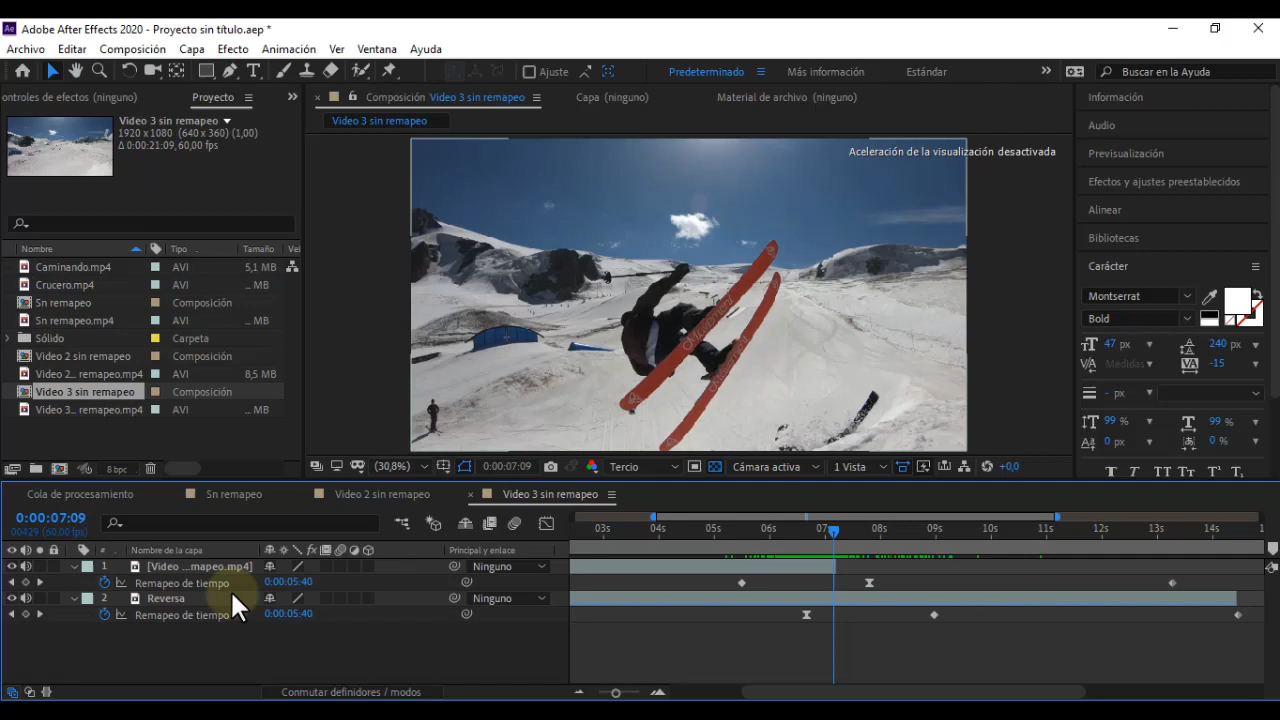 Adobe After Effects 2020 - Proyecto sin título.aep *
Archivo Editar Composición Capa Efecto Animación Ver Ventana Ayuda
Ajuste Predeterminado Más información Estándar Buscar en la Ayuda
ontroles de efectos (ninguno) Proyecto Composición Video 3 sin remapeo Capa (ninguno) Material de archivo (ninguno) Información
Video 3 sin remapeo
1920 x 1080 (640 x 360) (1,00)
Δ 0:00:21:09, 60,00 fps
Video 3 sin remapeo
Aceleración de la visualización desactivada
Audio
Previsualización
Efectos y ajustes preestablecidos
Alinear
Bibliotecas
Carácter
Montserrat
Bold
47 px 240 px
Medidas -15
- px
99 % 99 %
0 px 0 %
Nombre Tipo Tamaño Vel
Caminando.mp4 AVI 5,1 MB
Crucero.mp4 AVI ... MB
Sn remapeo Composición
Sn remapeo.mp4 AVI ... MB
Sólido Carpeta
Video 2 sin remapeo Composición
Video 2... remapeo.mp4 AVI 8,5 MB
Video 3 sin remapeo Composición
Video 3... remapeo.mp4 AVI ... MB
8 bpc
(30,8%) 0:00:07:09 Tercio Cámara activa 1 Vista +0,0
Cola de procesamiento Sn remapeo Video 2 sin remapeo Video 3 sin remapeo
0:00:07:09
00429 (60,00 fps)
03s 04s 05s 06s 07s 08s 09s 10s 11s 12s 13s 14s 1
# Nombre de la capa Principal y enlace
1 [Video ...mapeo.mp4] Ninguno
Remapeo de tiempo 0:00:05:40
2 Reversa Ninguno
Remapeo de tiempo 0:00:05:40
Conmutar definidores / modos